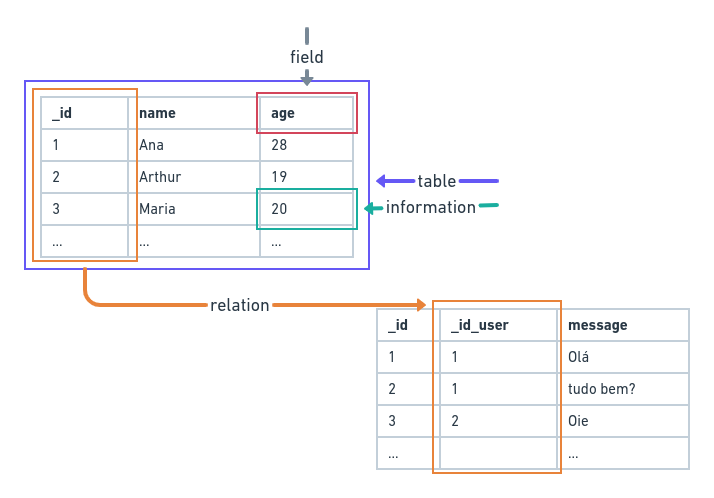 field
_id name age
1 Ana 28
2 Arthur 19
table
3 Maria 20
information
... ... ...
relation
_id _id_user message
1 1 Olá
2 1 tudo bem?
3 2 Oie
... ...